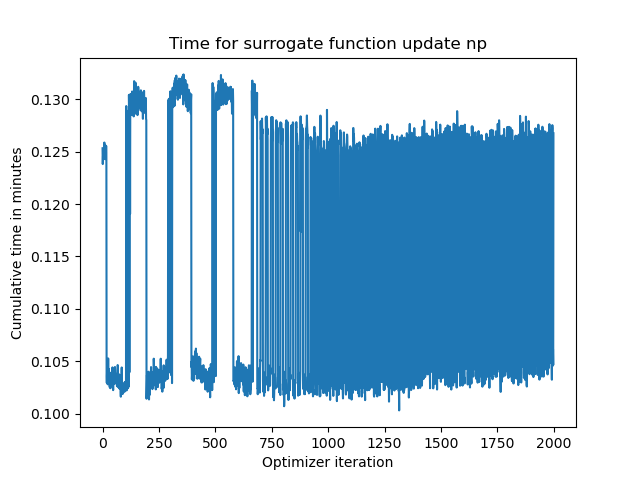 Time for surrogate function update np
Cumulative time in minutes
0.130
0.125
0.120
0.115
0.110
0.105
0.100
0 250 500 750 1000 1250 1500 1750 2000
Optimizer iteration